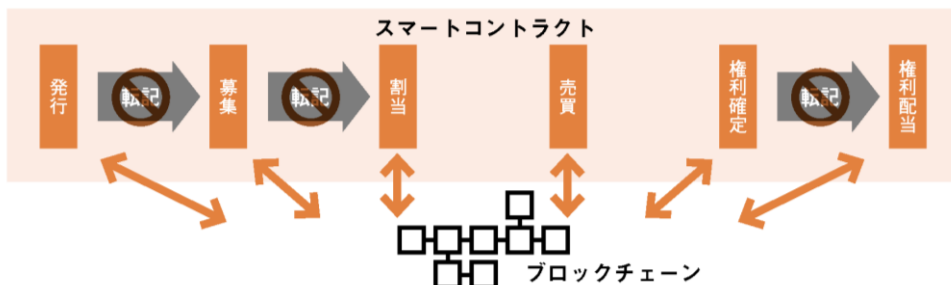 スマートコントラクト
発行
転記
募集
転記
割当
売買
権利確定
転記
権利配当
ブロックチェーン